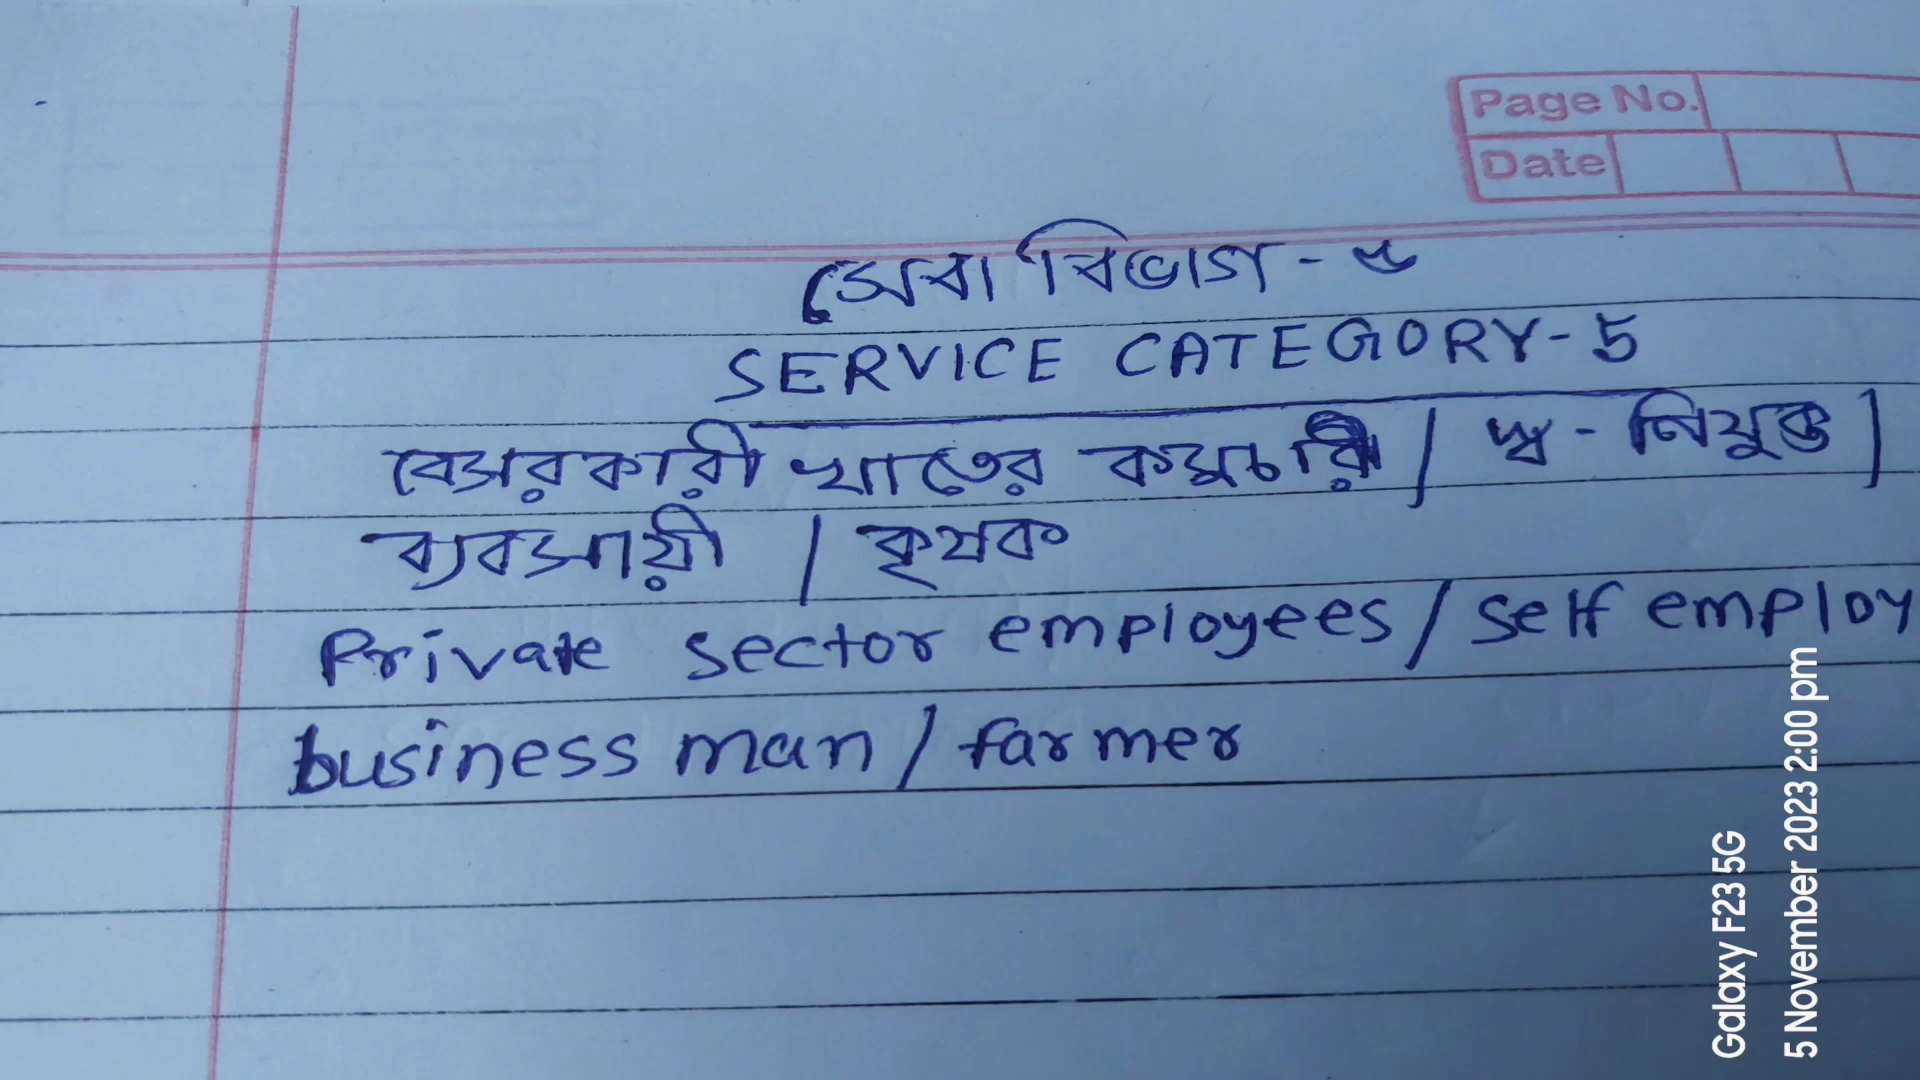 Page No.
Date
সেবা বিভাগ - ৫
SERVICE CATEGORY-5
বেসরকারী খাতের কর্মচারী / স্ব - নিযুক্ত /
ব্যবসায়ী / কৃষক
Private sector employees / self employ
business man / farmer
Galaxy F23 5G
5 November 2023 2:00 pm